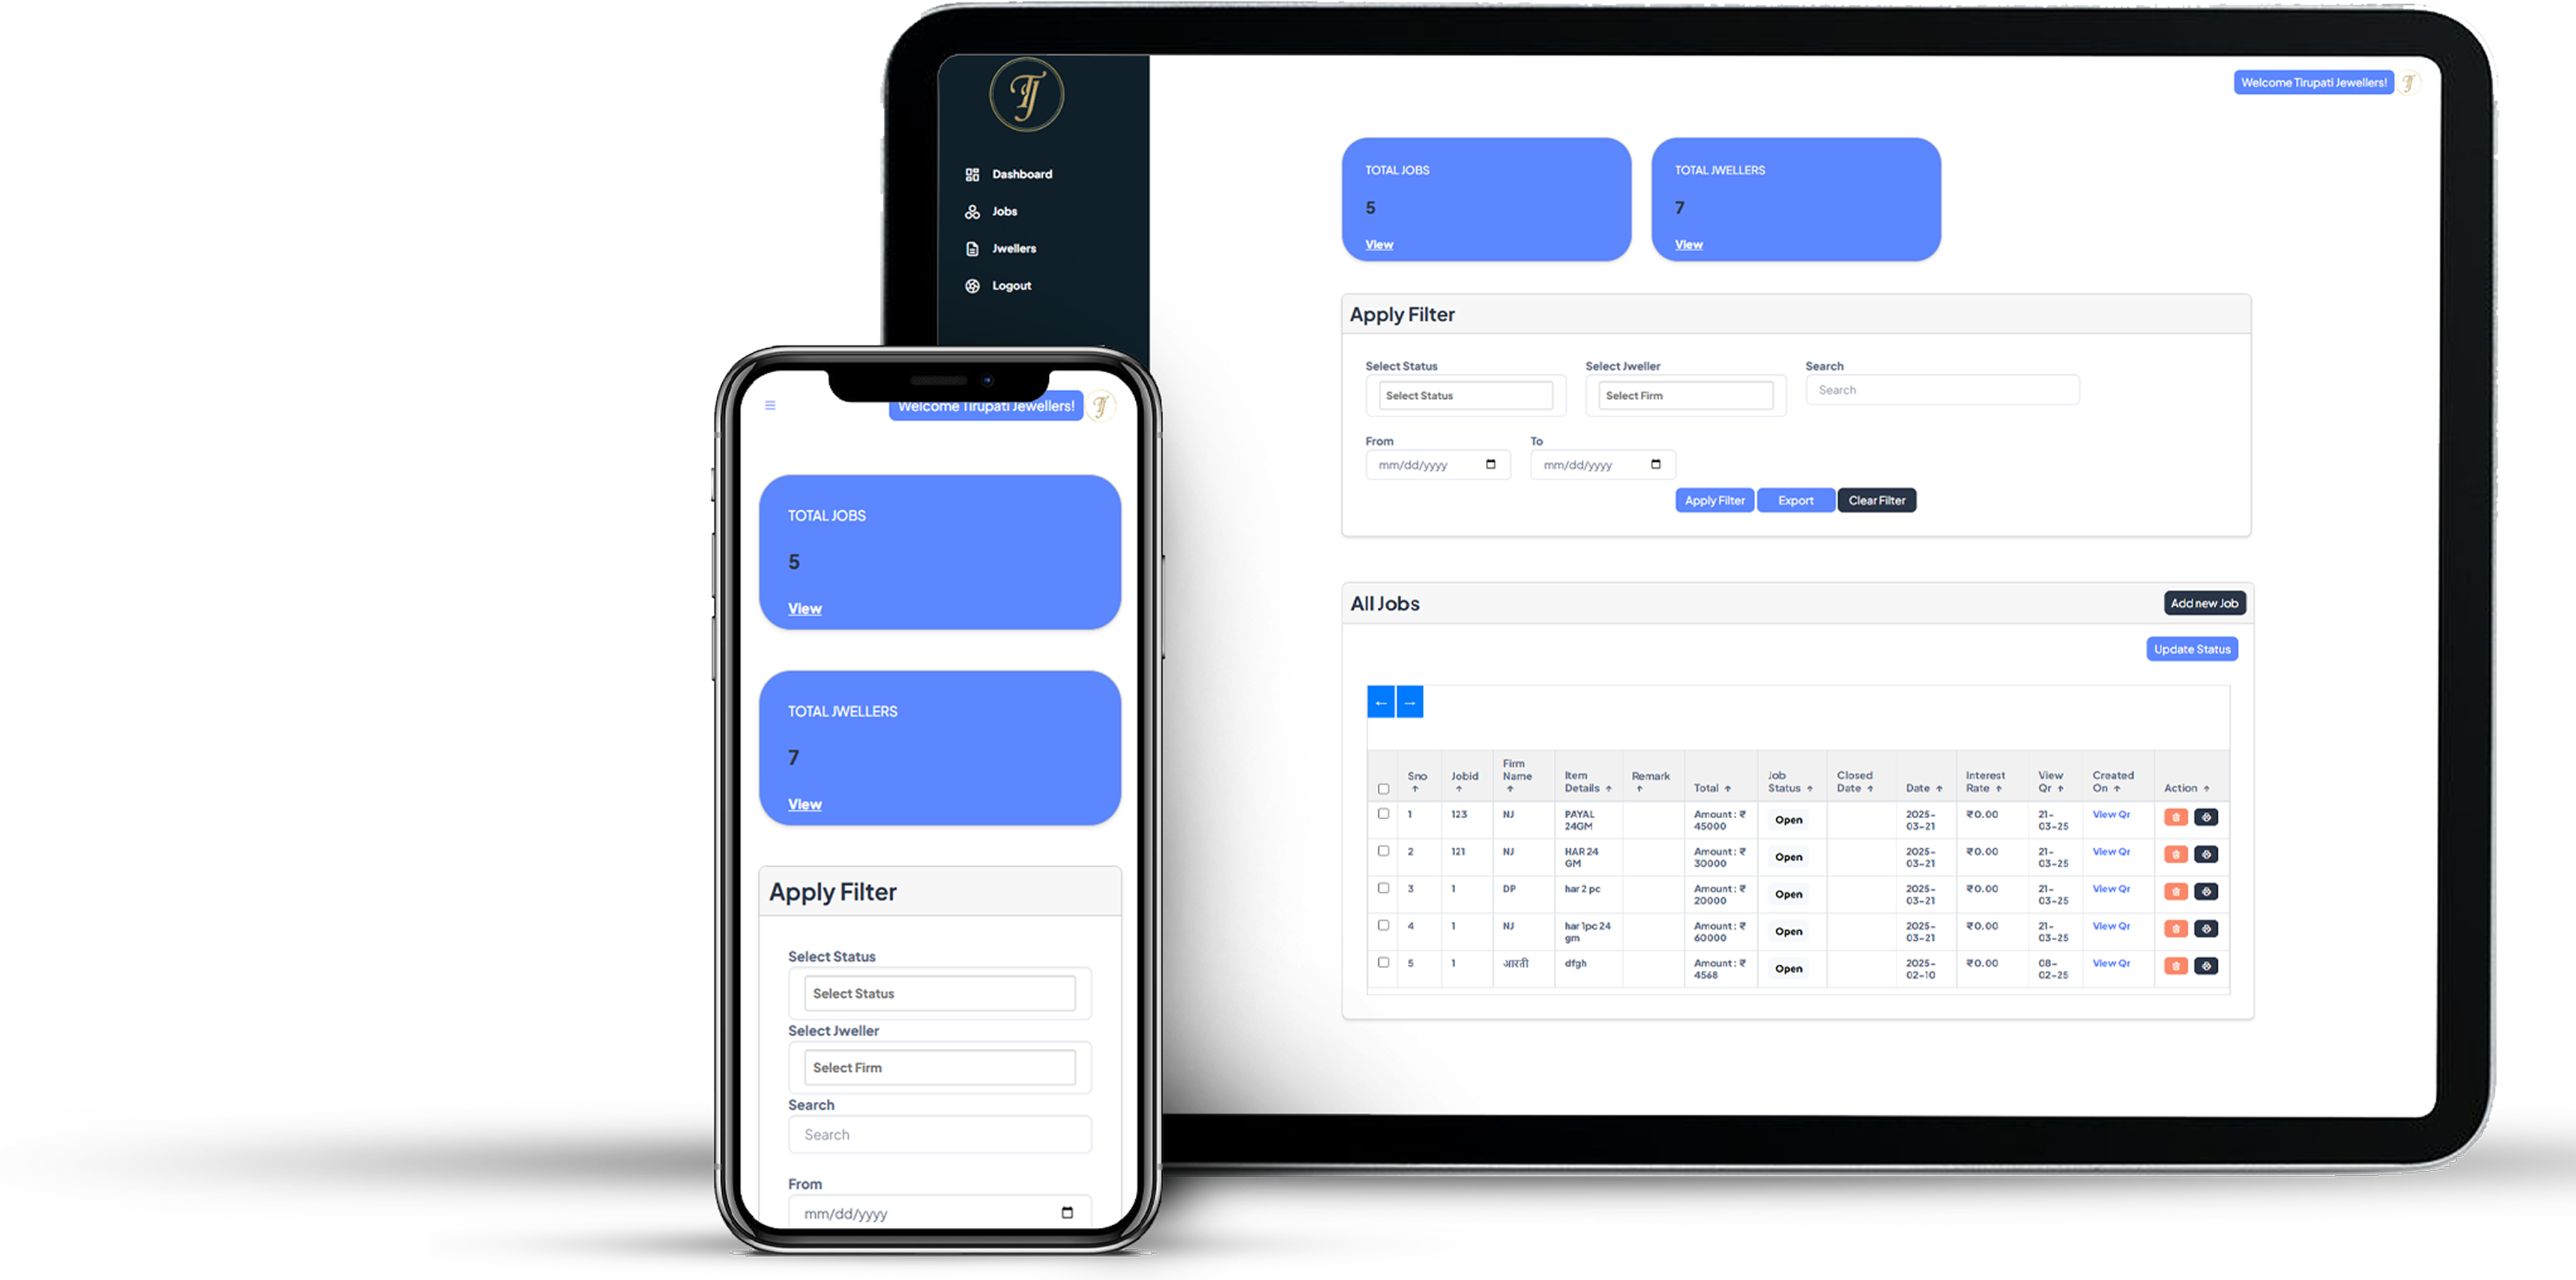 TJ
Dashboard
Jobs
Jwellers
Logout
Welcome Tirupati Jewellers!
TJ
TOTAL JOBS
5
View
TOTAL JWELLERS
7
View
Apply Filter
Select Status
Select Status
Select Jweller
Select Firm
Search
Search
From
mm/dd/yyyy
To
mm/dd/yyyy
Apply Filter
Export
Clear Filter
All Jobs
Add new Job
Update Status
← →
Sno ↑ Jobid ↑ Firm Name ↑ Item Details ↑ Remark ↑ Total ↑ Job Status ↑ Closed Date ↑ Date ↑ Interest Rate ↑ View Qr ↑ Created On ↑ Action ↑
1 123 NJ PAYAL 24GM Amount : ₹ 45000 Open 2025-03-21 ₹0.00 21-03-25 View Qr
2 121 NJ HAR 24 GM Amount : ₹ 30000 Open 2025-03-21 ₹0.00 21-03-25 View Qr
3 1 DP har 2 pc Amount : ₹ 20000 Open 2025-03-21 ₹0.00 21-03-25 View Qr
4 1 NJ har 1pc 24 gm Amount : ₹ 60000 Open 2025-03-21 ₹0.00 21-03-25 View Qr
5 1 आरती dfgh Amount : ₹ 4568 Open 2025-02-10 ₹0.00 08-02-25 View Qr
Welcome Tirupati Jewellers!
TJ
TOTAL JOBS
5
View
TOTAL JWELLERS
7
View
Apply Filter
Select Status
Select Status
Select Jweller
Select Firm
Search
Search
From
mm/dd/yyyy